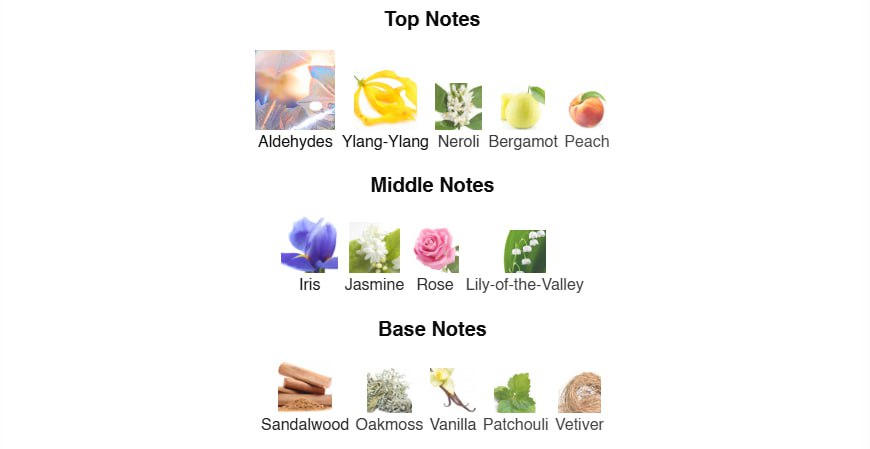 Top Notes
Aldehydes Ylang-Ylang Neroli Bergamot Peach
Middle Notes
Iris Jasmine Rose Lily-of-the-Valley
Base Notes
Sandalwood Oakmoss Vanilla Patchouli Vetiver